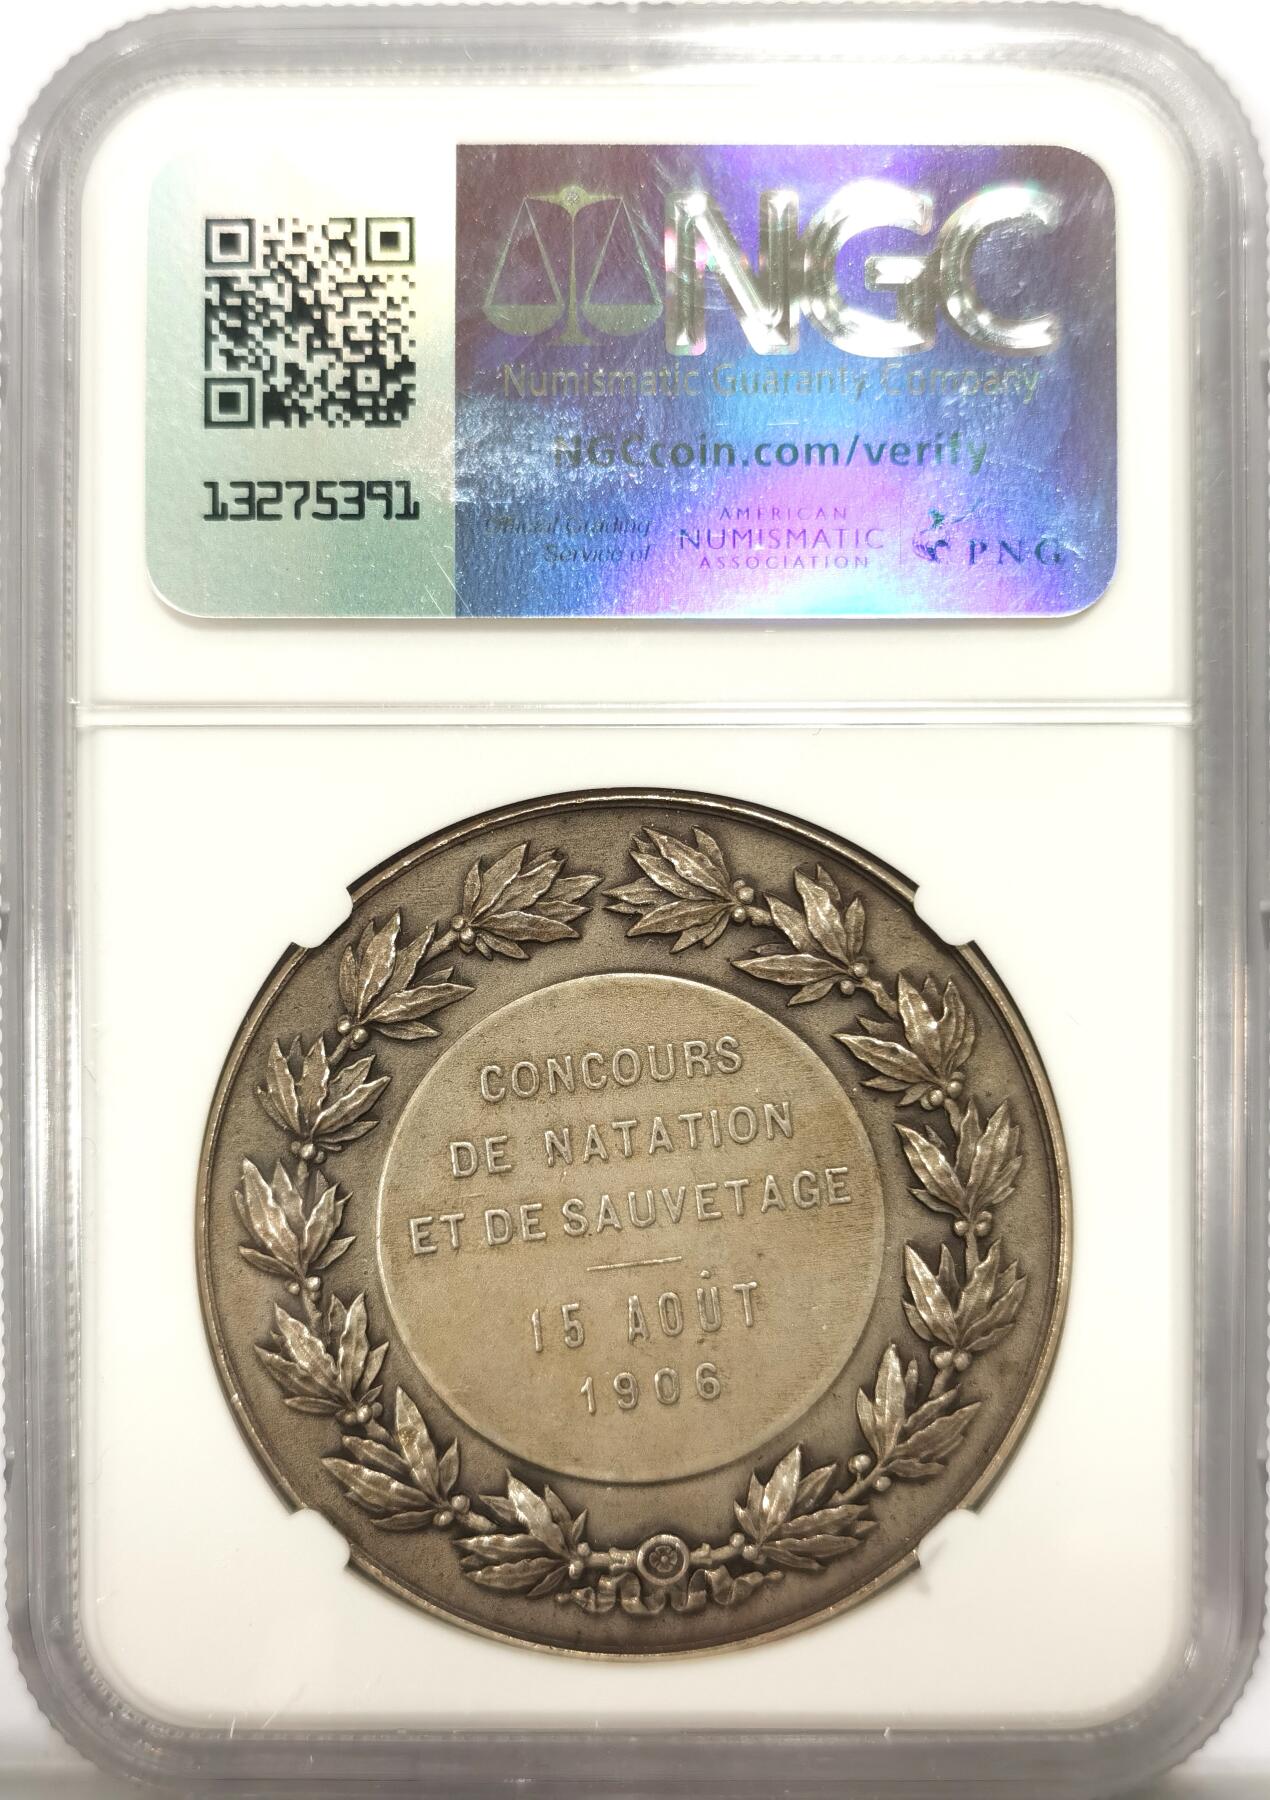 NGC
Numismatic Guaranty Company
NGCcoin.com/verify
13275391
Official Grading
Service of
AMERICAN
NUMISMATIC
ASSOCIATION
PNG
CONCOURS
DE NATATION
ET DE SAUVETAGE
15 AOÛT
1906